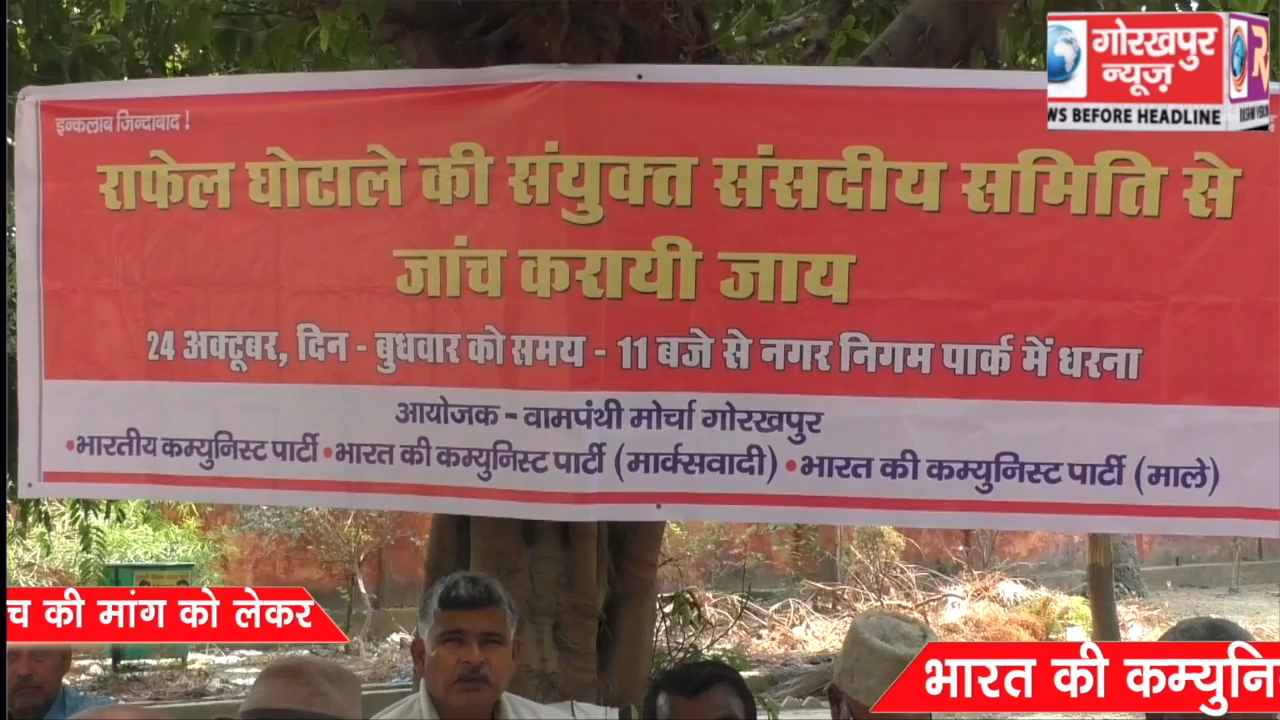 गोरखपुर
न्यूज़
WS BEFORE HEADLINE
इन्कलाब जिन्दाबाद !
राफेल घोटाले की संयुक्त संसदीय समिति से
जांच करायी जाय
24 अक्टूबर, दिन - बुधवार को समय - 11 बजे से नगर निगम पार्क में धरना
आयोजक - वामपंथी मोर्चा गोरखपुर
•भारतीय कम्युनिस्ट पार्टी •भारत की कम्युनिस्ट पार्टी (मार्क्सवादी) •भारत की कम्युनिस्ट पार्टी (माले)
च की मांग को लेकर
भारत की कम्युनि